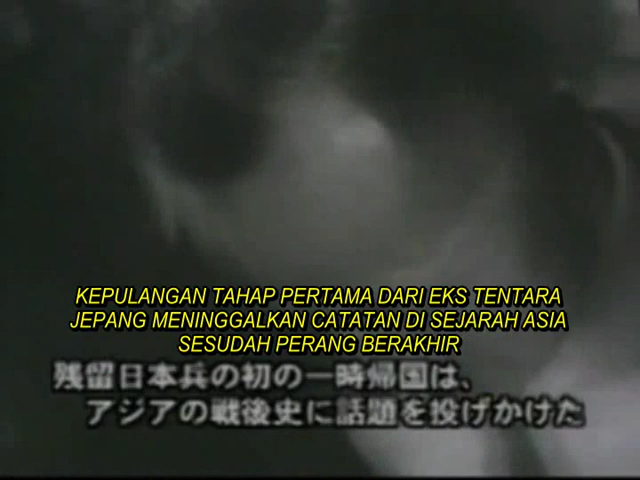 KEPULANGAN TAHAP PERTAMA DARI EKS TENTARA
JEPANG MENINGGALKAN CATATAN DI SEJARAH ASIA
SESUDAH PERANG BERAKHIR
残留日本兵の初の一時帰国は、
アジアの戦後史に話題を投げかけた